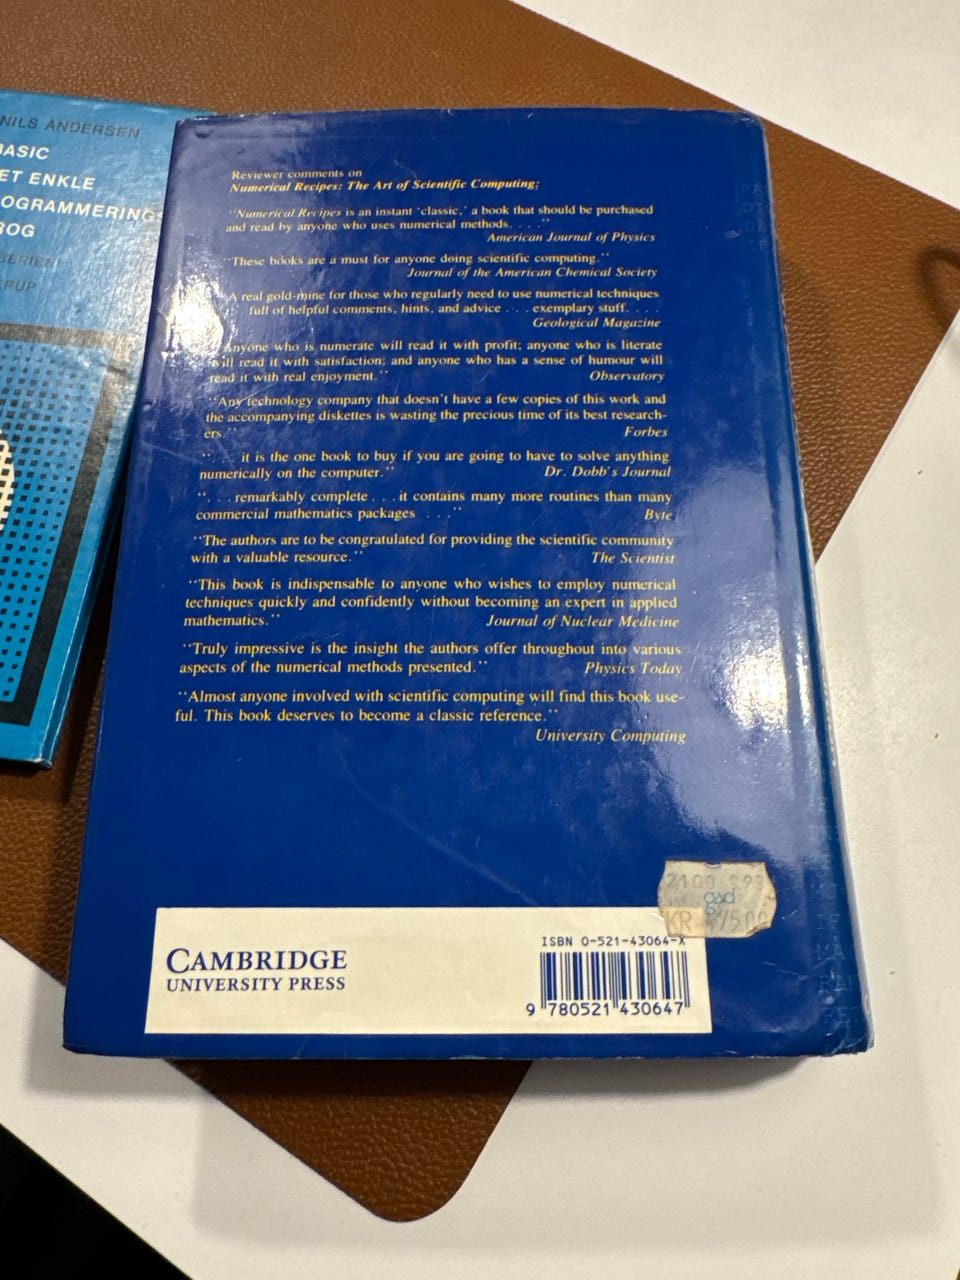 NILS ANDERSEN
BASIC
ET ENKLE
OGRAMMERINGS
ROG
SERIEN
Reviewer comments on
Numerical Recipes: The Art of Scientific Computing:
"Numerical Recipes is an instant 'classic,' a book that should be purchased
and read by anyone who uses numerical methods. . . ."
American Journal of Physics
"These books are a must for anyone doing scientific computing."
Journal of the American Chemical Society
A real gold-mine for those who regularly need to use numerical techniques
full of helpful comments, hints, and advice . . . exemplary stuff. . . .
Geological Magazine
Anyone who is numerate will read it with profit; anyone who is literate
will read it with satisfaction; and anyone who has a sense of humour will
read it with real enjoyment."
Observatory
"Any technology company that doesn't have a few copies of this work and
the accompanying diskettes is wasting the precious time of its best research-
ers."
Forbes
". . . it is the one book to buy if you are going to have to solve anything
numerically on the computer."
Dr. Dobb's Journal
". . . remarkably complete . . . it contains many more routines than many
commercial mathematics packages . . ."
Byte
"The authors are to be congratulated for providing the scientific community
with a valuable resource."
The Scientist
"This book is indispensable to anyone who wishes to employ numerical
techniques quickly and confidently without becoming an expert in applied
mathematics."
Journal of Nuclear Medicine
"Truly impressive is the insight the authors offer throughout into various
aspects of the numerical methods presented."
Physics Today
"Almost anyone involved with scientific computing will find this book use-
ful. This book deserves to become a classic reference."
University Computing
gad
KR
CAMBRIDGE
UNIVERSITY PRESS
ISBN 0-521-43064-X
9 780521 430647